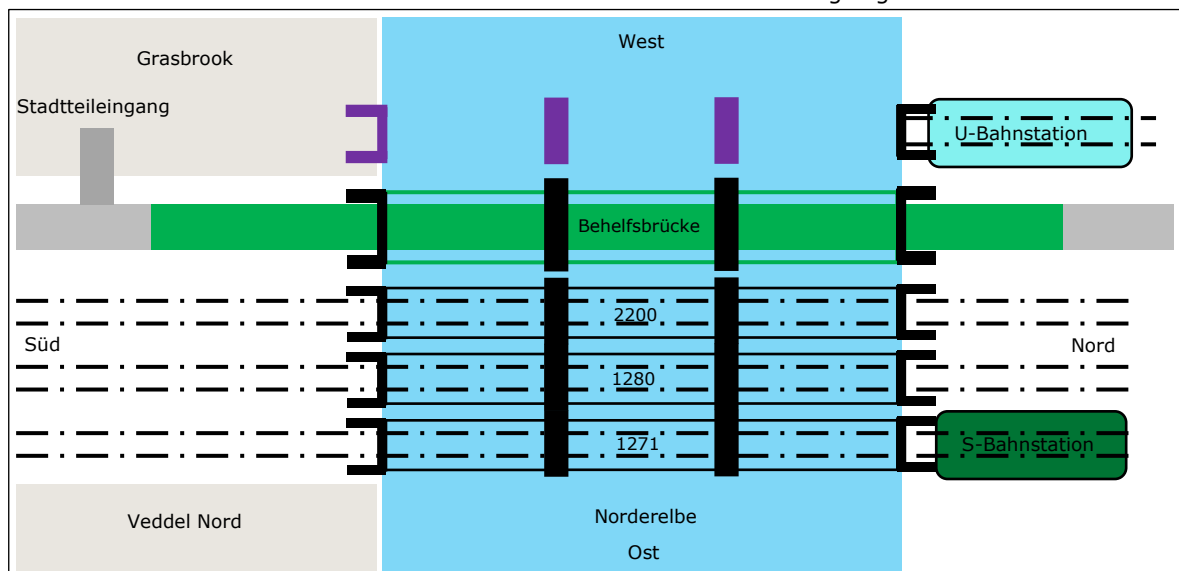 West
Grasbrook
Stadtteileingang
U-Bahnstation
Behelfsbrücke
2200
Süd
Nord
1280
1271
S-Bahnstation
Veddel Nord
Norderelbe
Ost